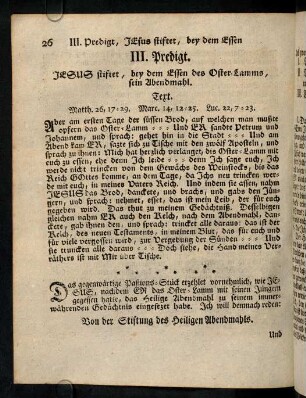 26 III. Predigt, JEsus stiftet, bey dem Essen
III. Predigt.
JESUS stiftet, bey dem Essen des Oster-Lamms,
sein Abendmahl.
Text.
Matth. 26, 17-29. Marc. 14, 12-25. Luc. 22, 7-23.
Aber am ersten Tage der süssen Brod, auf welchen man mußte
opfern das Oster-Lamm = = = Und ER sandte Petrum und
Johannem, und sprach: gehet hin in die Stadt = = = Und am
Abend kam ER, satzte sich zu Tische mit den zwölf Aposteln, und
sprach zu ihnen: Mich hat herzlich verlanget, das Oster-Lamm mit
euch zu essen, ehe denn Ich leide = = = denn Ich sage euch, Ich
werde nicht trincken von dem Gewächs des Weinstocks, bis das
Reich GOttes komme, an den Tage, da Ichs neu trincken wer-
de mit euch, in meines Vaters Reich. Und indem sie assen, nahm
JESUS das Brod, danckete, und brachs, und gabs den Jün-
gern, und sprach: nehmet, esset, das ist mein Leib, der für euch
gegeben wird. Das thut zu meinem Gedächtniß. Desselbigen
gleichen nahm ER auch den Kelch, nach dem Abendmahl, dan-
ckete, gab ihnen den, und sprach: trincket alle daraus: das ist der
Kelch, des neuen Testaments, in meinem Blut, das für euch und
für viele vergossen wird, zur Vergebung der Sünden = = = Und
sie truncken alle daraus = = = Doch siehe, die Hand meines Ver-
räthers ist mit Mir über Tische.
* * * * *
Das gegenwärtige Passions-Stück erzehlet vornehmlich, wie JE-
SUS, nachdem ER das Oster-Lamm mit seinen Jüngern
gegessen hatte, das Heilige Abendmahl zu seinem immer-
währenden Gedächtniß eingesetzet habe. Ich will demnach reden:
Von der Stiftung des Heiligen Abendmahls.
Und